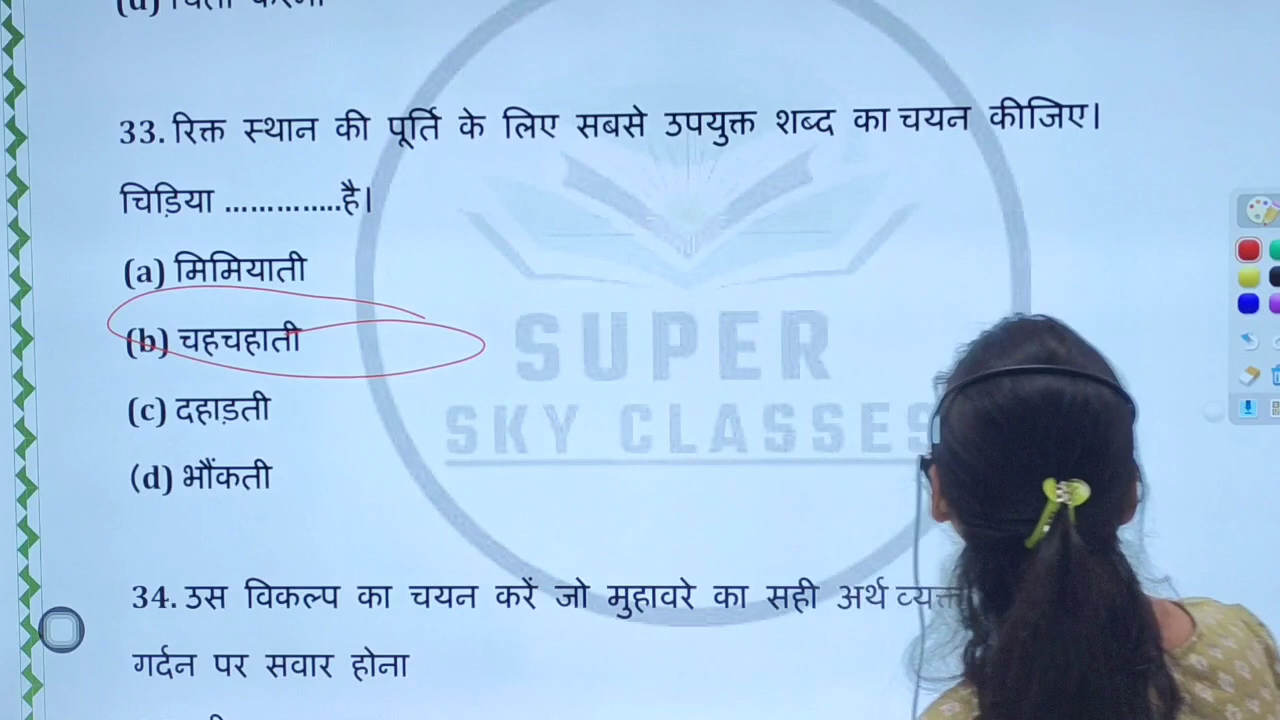 33. रिक्त स्थान की पूर्ति के लिए सबसे उपयुक्त शब्द का चयन कीजिए।
चिड़िया ..............है।
(a) मिमियाती
(b) चहचहाती
(c) दहाड़ती
(d) भौंकती
SUPER
SKY CLASSES
34. उस विकल्प का चयन करें जो मुहावरे का सही अर्थ व्यक्त
गर्दन पर सवार होना